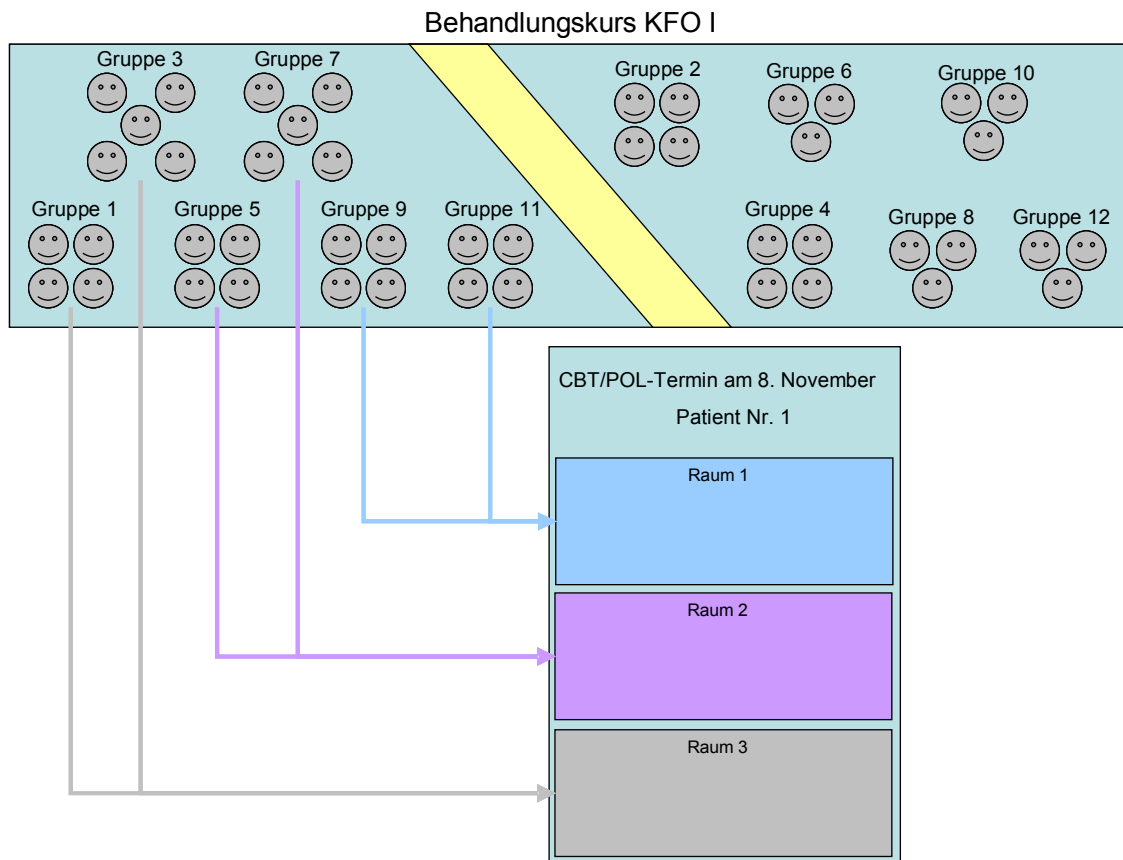 Behandlungskurs KFO I
Gruppe 3
Gruppe 7
Gruppe 2
Gruppe 6
Gruppe 10
Gruppe 1
Gruppe 5
Gruppe 9
Gruppe 11
Gruppe 4
Gruppe 8
Gruppe 12
CBT/POL-Termin am 8. November
Patient Nr. 1
Raum 1
Raum 2
Raum 3